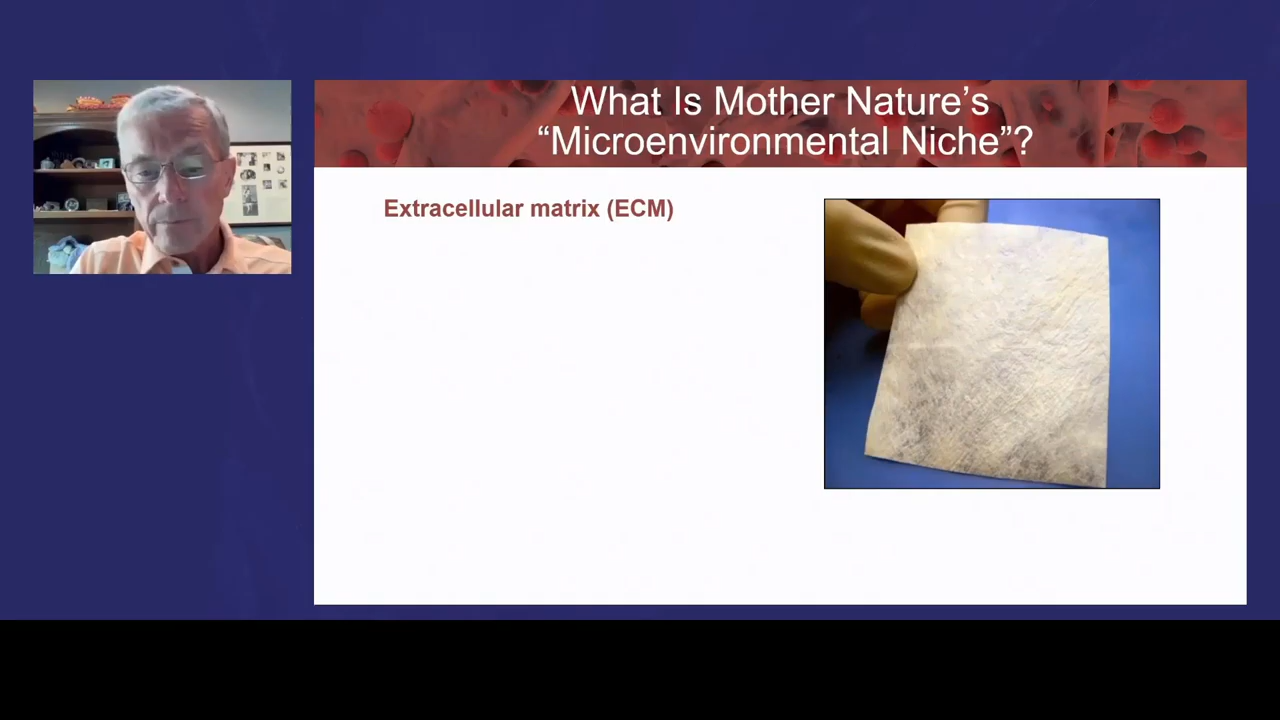 What Is Mother Nature’s
“Microenvironmental Niche”?
Extracellular matrix (ECM)